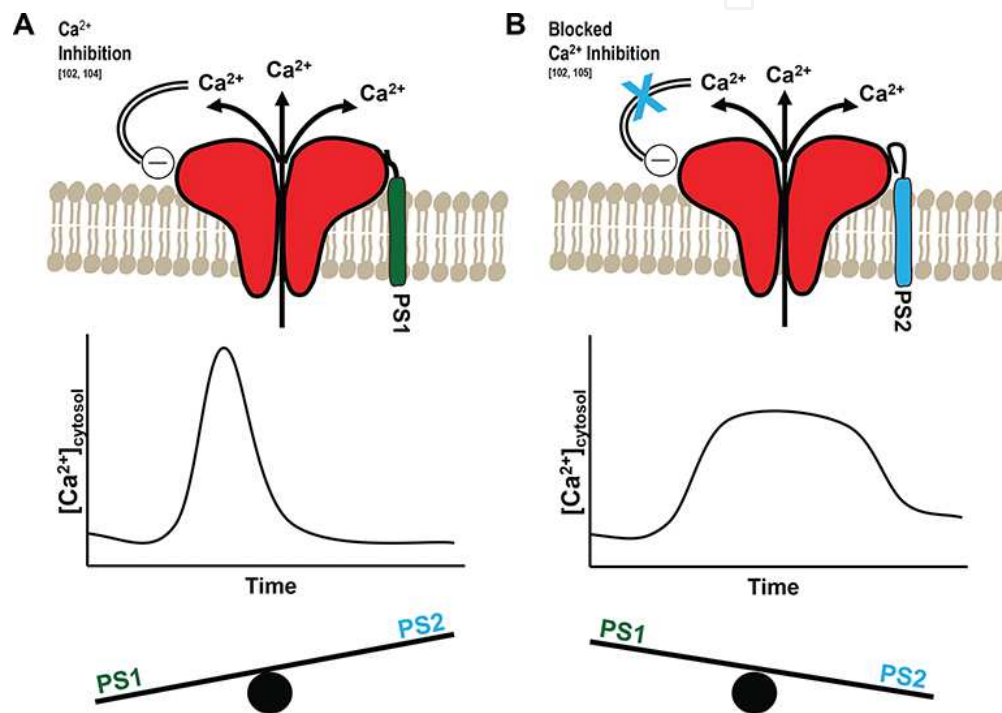 A
Ca²⁺
Inhibition
[102, 104]
Ca²⁺
Ca²⁺
Ca²⁺
−
PS1
[Ca²⁺]cytosol
Time
PS1
PS2
B
Blocked
Ca²⁺ Inhibition
[102, 105]
Ca²⁺
Ca²⁺
Ca²⁺
−
PS2
[Ca²⁺]cytosol
Time
PS1
PS2